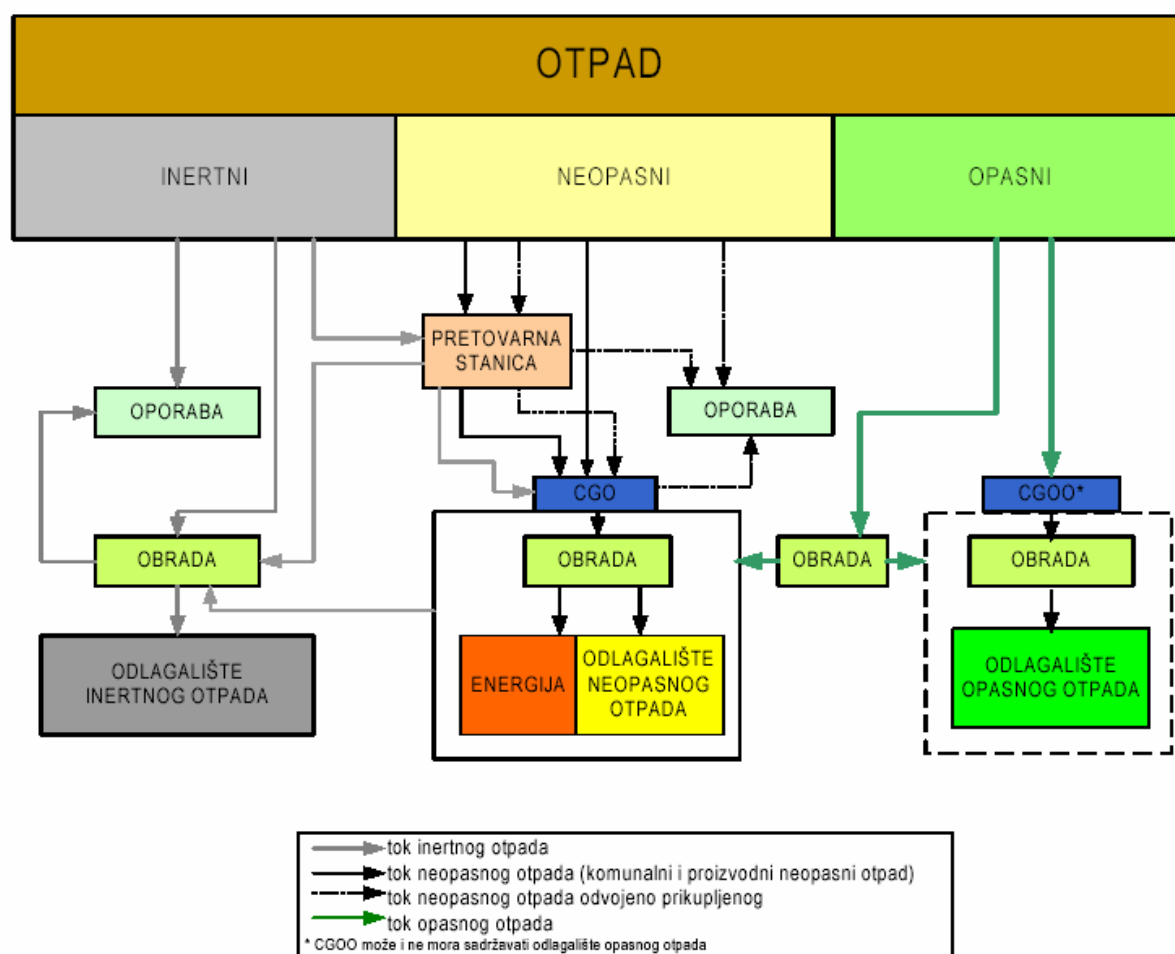 OTPAD
INERTNI
NEOPASNI
OPASNI
PRETOVARNA
STANICA
OPORABA
OPORABA
CGO
CGOO*
OBRADA
OBRADA
OBRADA
OBRADA
ODLAGALIŠTE
INERTNOG OTPADA
ENERGIJA
ODLAGALIŠTE
NEOPASNOG
OTPADA
ODLAGALIŠTE
OPASNOG OTPADA
tok inertnog otpada
tok neopasnog otpada (komunalni i proizvodni neopasni otpad)
tok neopasnog otpada odvojeno prikupljenog
tok opasnog otpada
* CGOO može i ne mora sadržavati odlagalište opasnog otpada